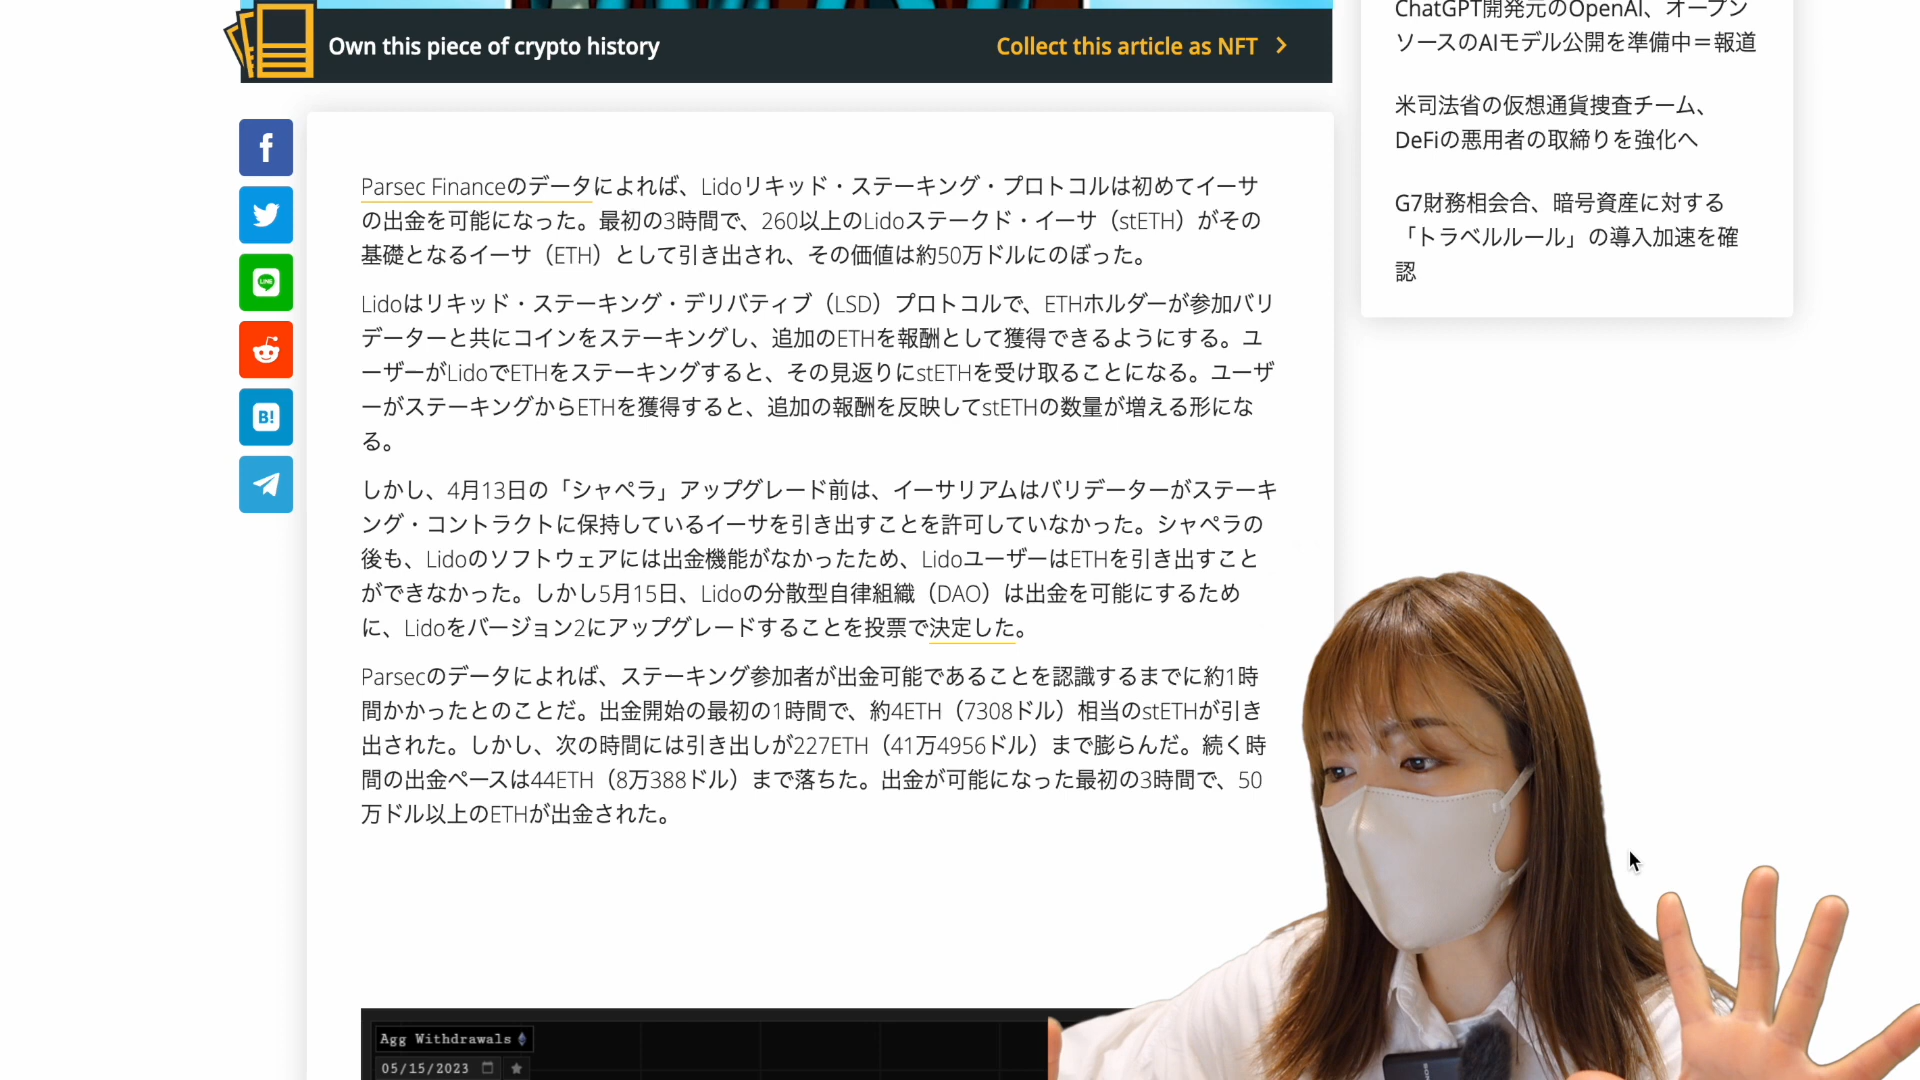 Own this piece of crypto history
Collect this article as NFT
Parsec Financeのデータによれば、Lidoリキッド・ステーキング・プロトコルは初めてイーサ
の出金を可能になった。最初の3時間で、260以上のLidoステークド・イーサ（stETH）がその
基礎となるイーサ（ETH）として引き出され、その価値は約50万ドルにのぼった。
Lidoはリキッド・ステーキング・デリバティブ（LSD）プロトコルで、ETHホルダーが参加バリ
データーと共にコインをステーキングし、追加のETHを報酬として獲得できるようにする。ユ
ーザーがLidoでETHをステーキングすると、その見返りにstETHを受け取ることになる。ユーザ
ーがステーキングからETHを獲得すると、追加の報酬を反映してstETHの数量が増える形にな
る。
しかし、4月13日の「シャペラ」アップグレード前は、イーサリアムはバリデーターがステーキ
ング・コントラクトに保持しているイーサを引き出すことを許可していなかった。シャペラの
後も、Lidoのソフトウェアには出金機能がなかったため、LidoユーザーはETHを引き出すこと
ができなかった。しかし5月15日、Lidoの分散型自律組織（DAO）は出金を可能にするため
に、Lidoをバージョン2にアップグレードすることを投票で決定した。
Parsecのデータによれば、ステーキング参加者が出金可能であることを認識するまでに約1時
間かかったとのことだ。出金開始の最初の1時間で、約4ETH（7308ドル）相当のstETHが引き
出された。しかし、次の時間には引き出しが227ETH（41万4956ドル）まで膨らんだ。続く時
間の出金ペースは44ETH（8万388ドル）まで落ちた。出金が可能になった最初の3時間で、50
万ドル以上のETHが出金された。
Agg Withdrawals
05/15/2023
ChatGPT開発元のOpenAI、オープン
ソースのAIモデル公開を準備中＝報道
米司法省の仮想通貨捜査チーム、
DeFiの悪用者の取締りを強化へ
G7財務相会合、暗号資産に対する
「トラベルルール」の導入加速を確
認
LINE
B!